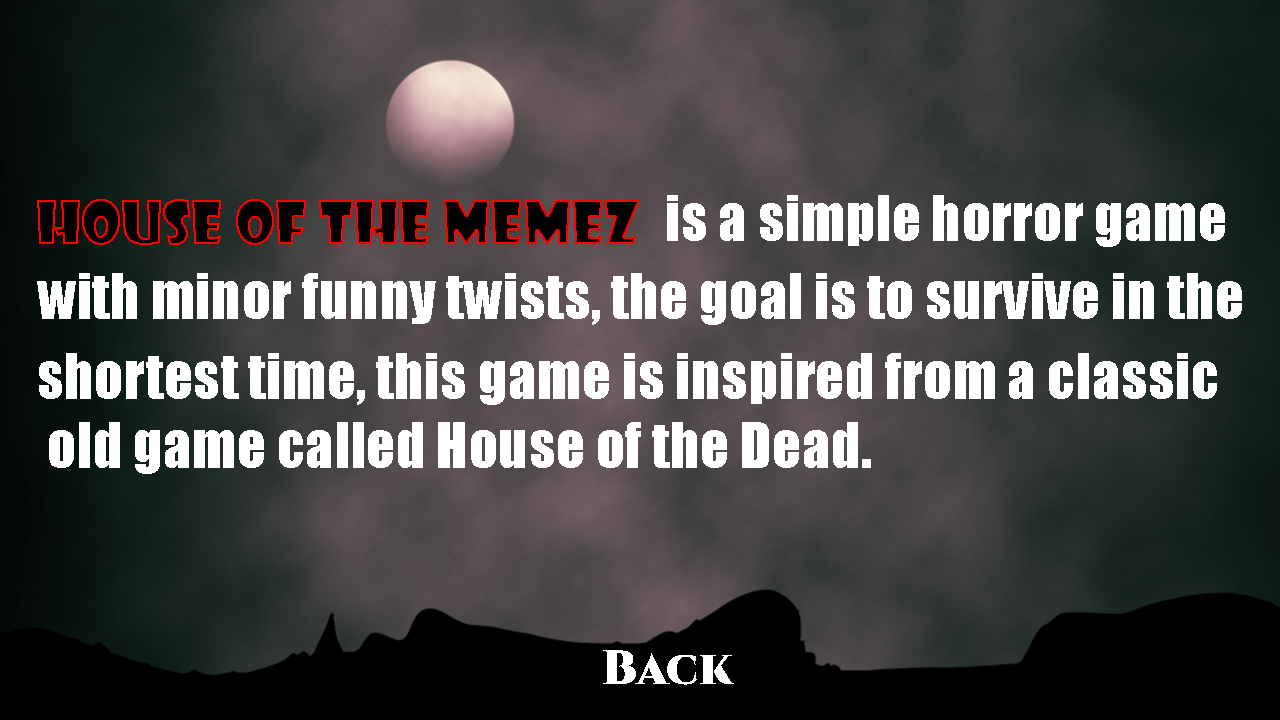 HOUSE OF THE MEMEZ is a simple horror game
with minor funny twists, the goal is to survive in the
shortest time, this game is inspired from a classic
old game called House of the Dead.
Back